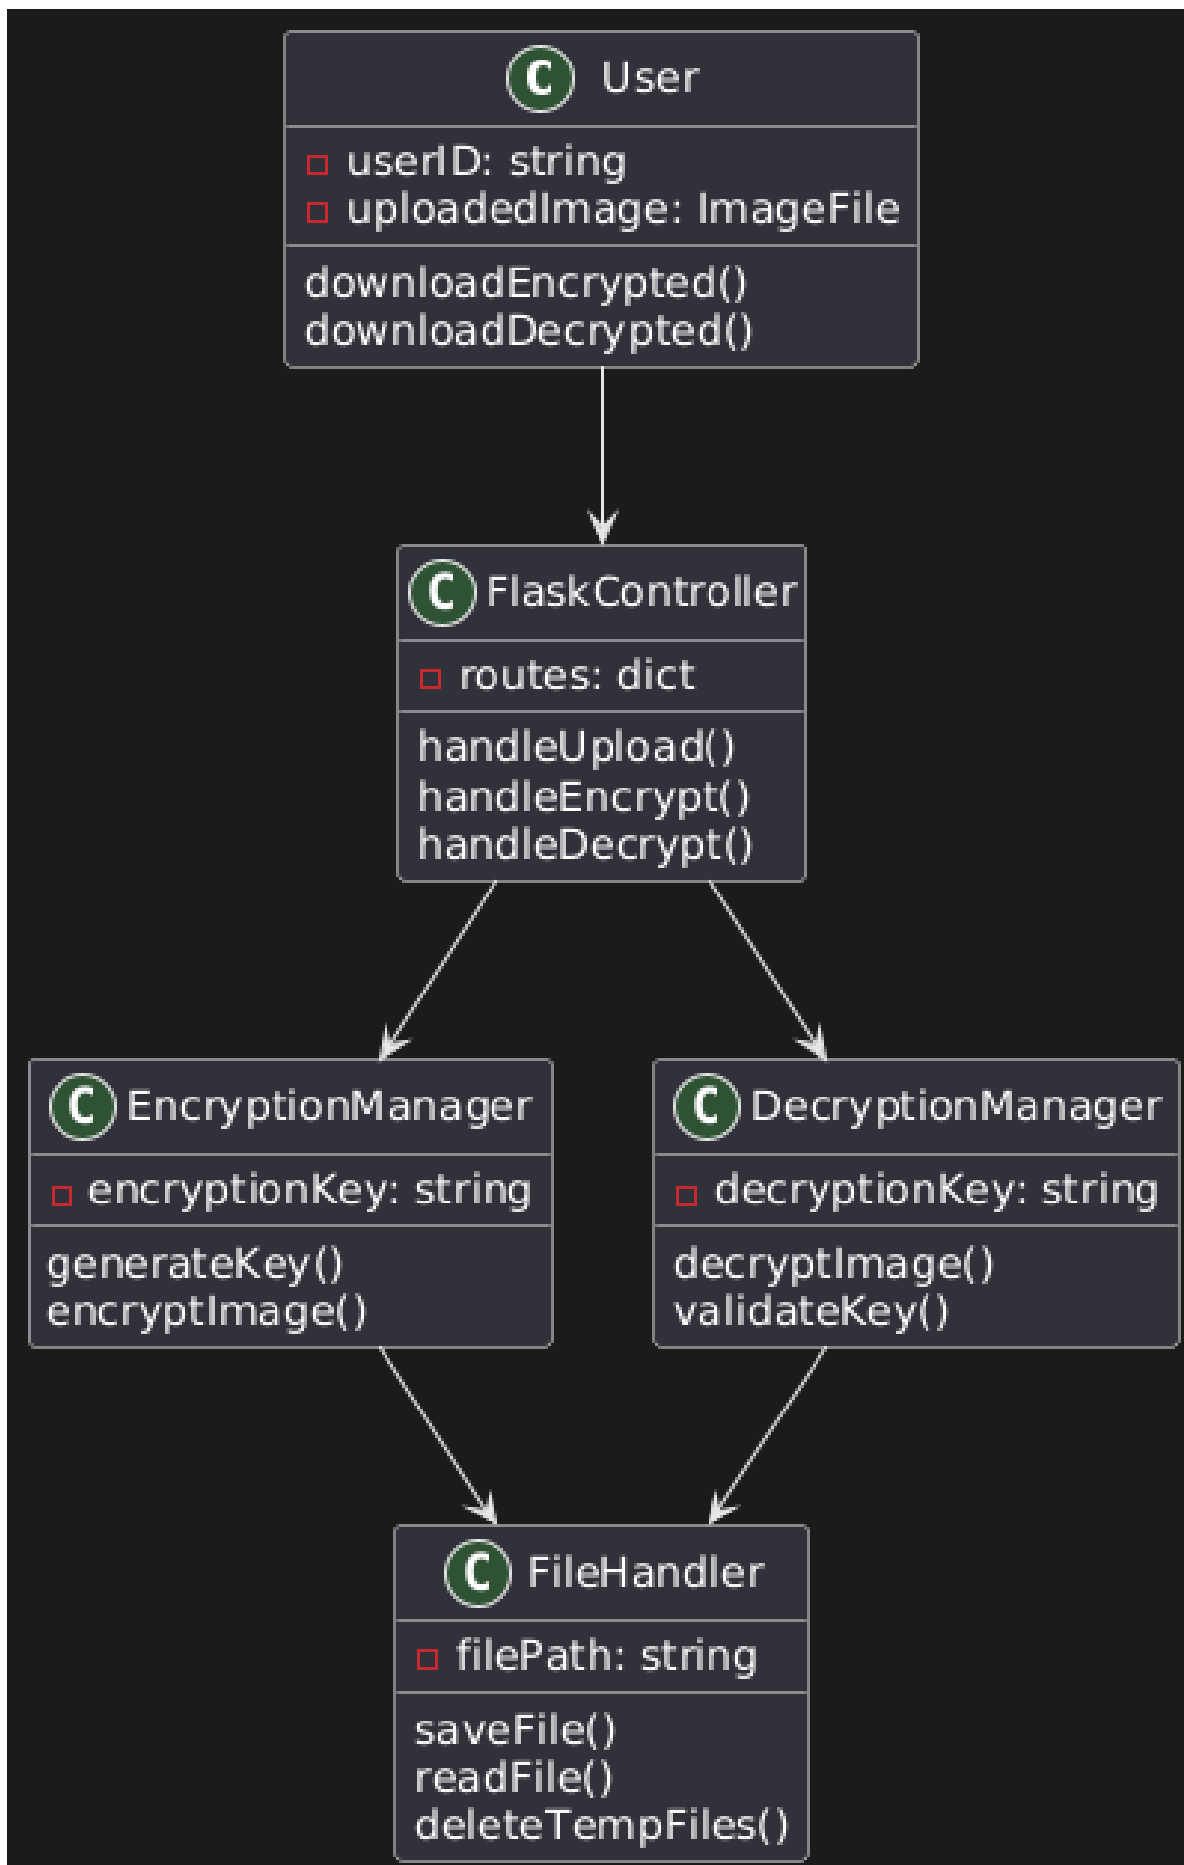 C User
userID: string
uploadedImage: ImageFile
downloadEncrypted()
downloadDecrypted()
C FlaskController
routes: dict
handleUpload()
handleEncrypt()
handleDecrypt()
C EncryptionManager
encryptionKey: string
generateKey()
encryptImage()
C DecryptionManager
decryptionKey: string
decryptImage()
validateKey()
C FileHandler
filePath: string
saveFile()
readFile()
deleteTempFiles()